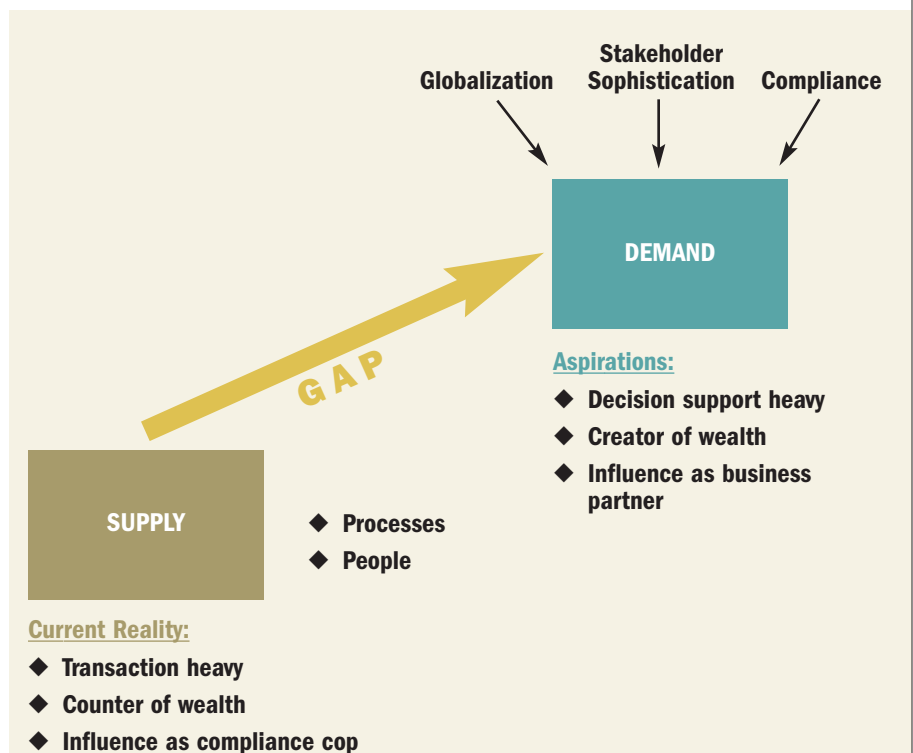 Globalization
Stakeholder
Sophistication
Compliance
DEMAND
GAP
Aspirations:
◆ Decision support heavy
◆ Creator of wealth
◆ Influence as business
partner
SUPPLY
◆ Processes
◆ People
Current Reality:
◆ Transaction heavy
◆ Counter of wealth
◆ Influence as compliance cop